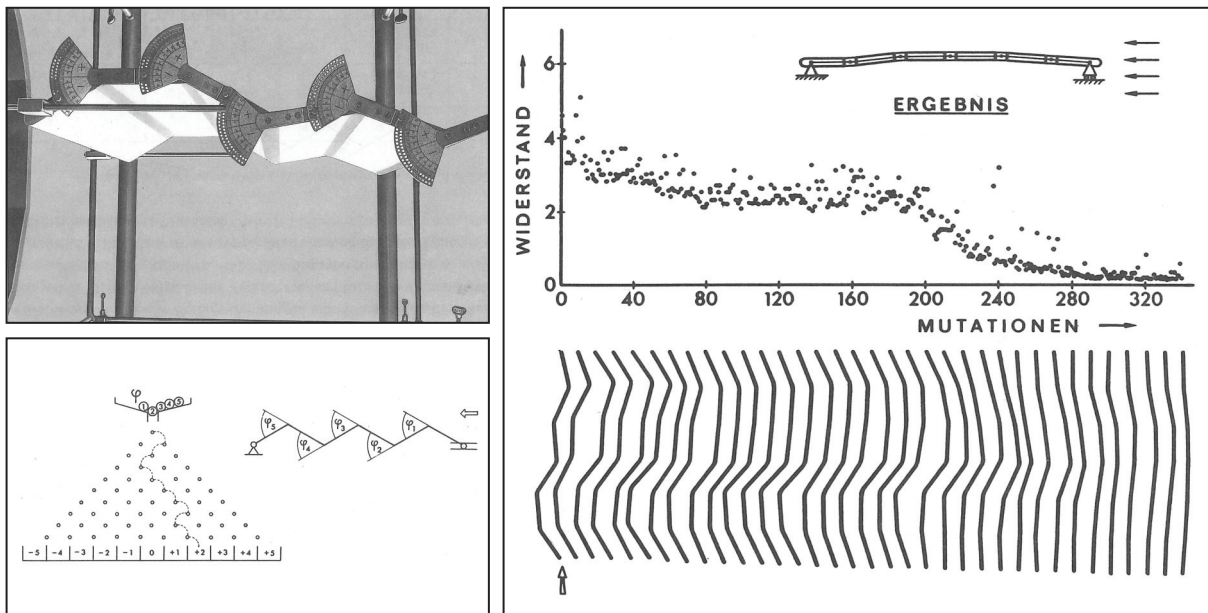 φ
1 2 3 4 5
φ₅ φ₄ φ₃ φ₂ φ₁
-5 -4 -3 -2 -1 0 +1 +2 +3 +4 +5
WIDERSTAND
6
4
2
0
ERGEBNIS
0 40 80 120 160 200 240 280 320
MUTATIONEN